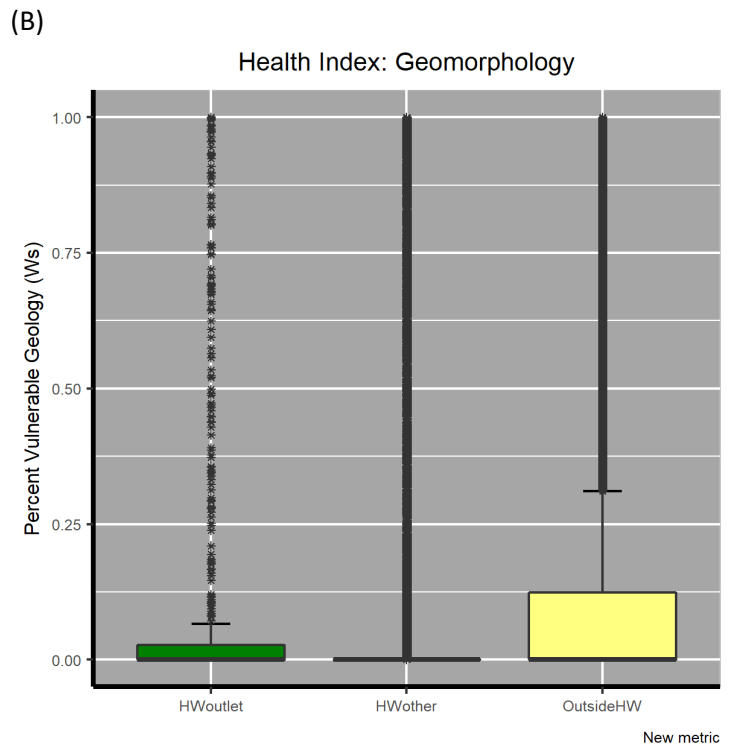 (B)
Health Index: Geomorphology
Percent Vulnerable Geology (Ws)
1.00
0.75
0.50
0.25
0.00
HWoutlet HWother OutsideHW
New metric